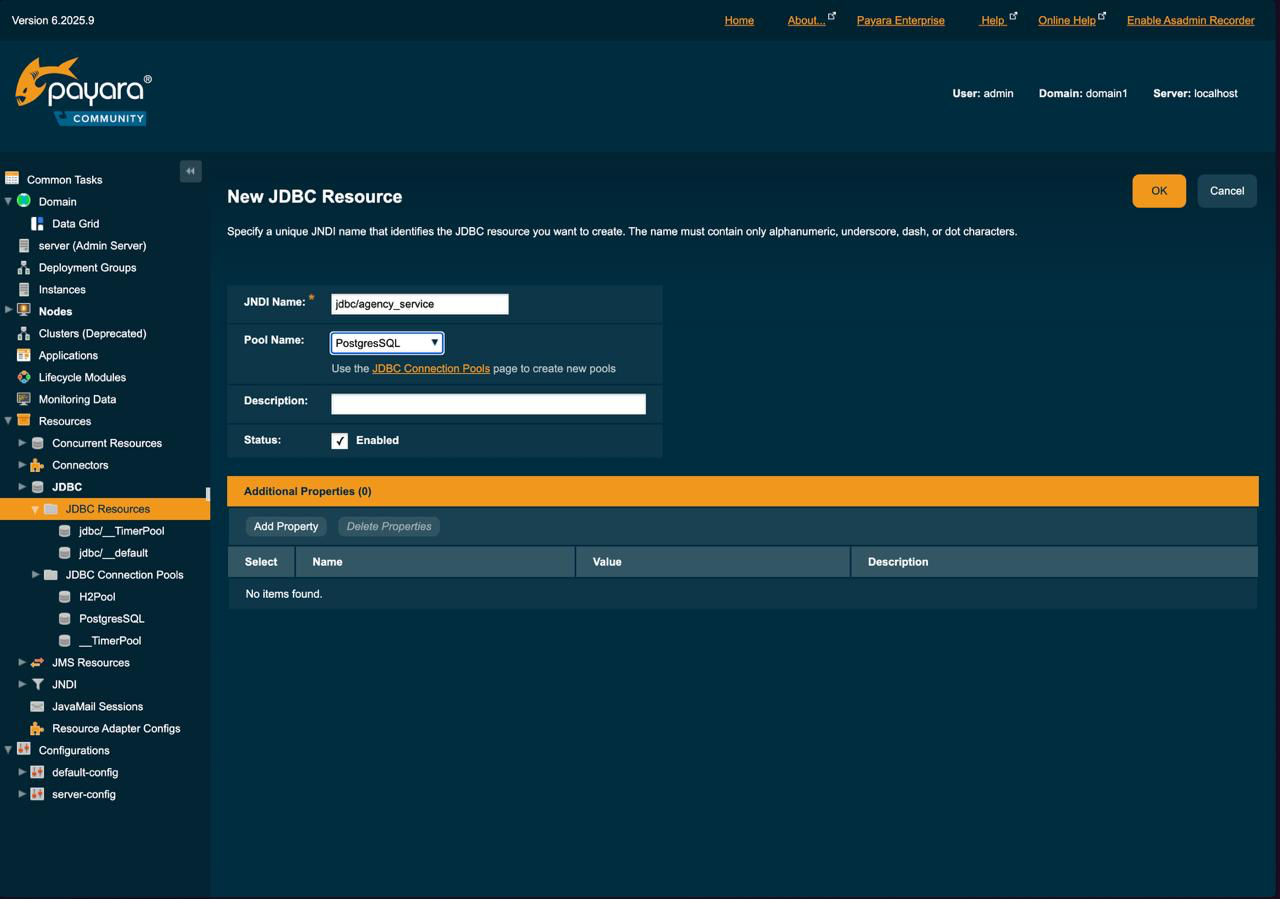 Version 6.2025.9
Home About... Payara Enterprise Help Online Help Enable Asadmin Recorder
payara®
COMMUNITY
User: admin Domain: domain1 Server: localhost
Common Tasks
Domain
Data Grid
server (Admin Server)
Deployment Groups
Instances
Nodes
Clusters (Deprecated)
Applications
Lifecycle Modules
Monitoring Data
Resources
Concurrent Resources
Connectors
JDBC
JDBC Resources
jdbc/__TimerPool
jdbc/__default
JDBC Connection Pools
H2Pool
PostgresSQL
__TimerPool
JMS Resources
JNDI
JavaMail Sessions
Resource Adapter Configs
Configurations
default-config
server-config
New JDBC Resource
OK Cancel
Specify a unique JNDI name that identifies the JDBC resource you want to create. The name must contain only alphanumeric, underscore, dash, or dot characters.
JNDI Name: * jdbc/agency_service
Pool Name: PostgresSQL
Use the JDBC Connection Pools page to create new pools
Description:
Status: Enabled
Additional Properties (0)
Add Property Delete Properties
Select Name Value Description
No items found.